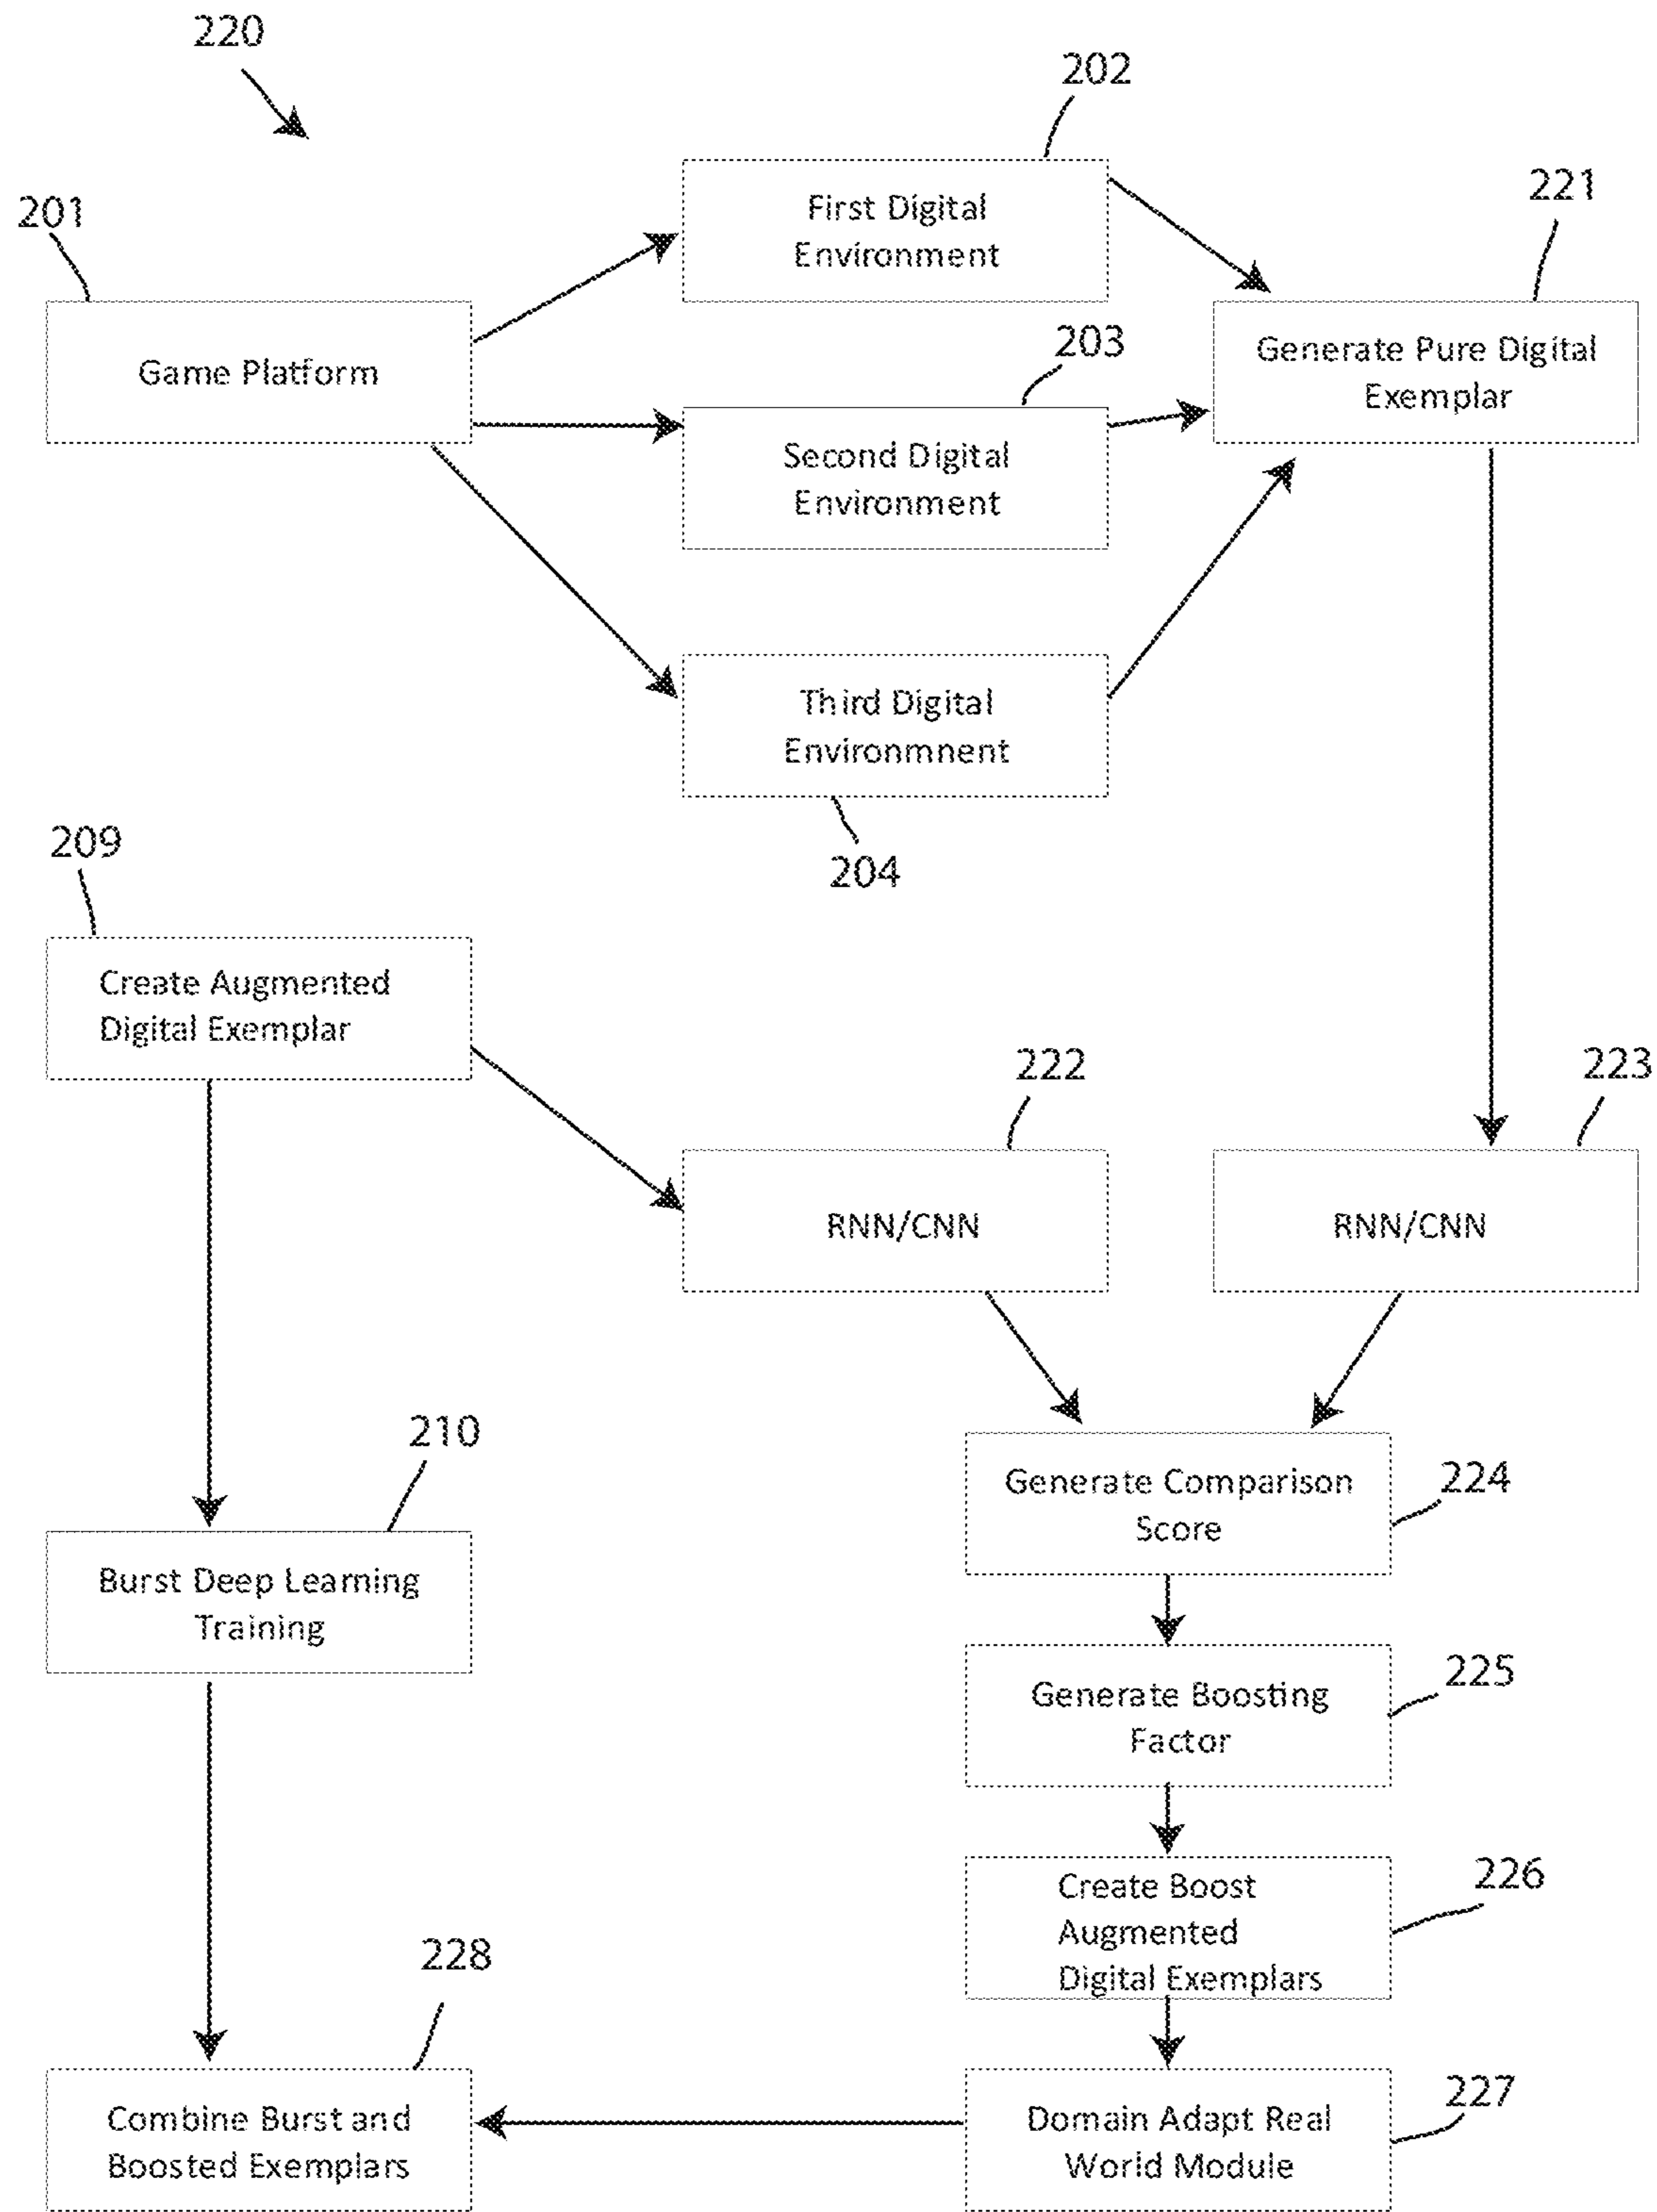 220
202
First Digital
Environment
221
201
Game Platform
203
Second Digital
Environment
Generate Pure Digital
Exemplar
Third Digital
Environmnent
204
209
Create Augmented
Digital Exemplar
222
RNN/CNN
223
RNN/CNN
210
Burst Deep Learning
Training
Generate Comparison
Score
224
Generate Boosting
Factor
225
Create Boost
Augmented
Digital Exemplars
226
228
Combine Burst and
Boosted Exemplars
Domain Adapt Real
World Module
227